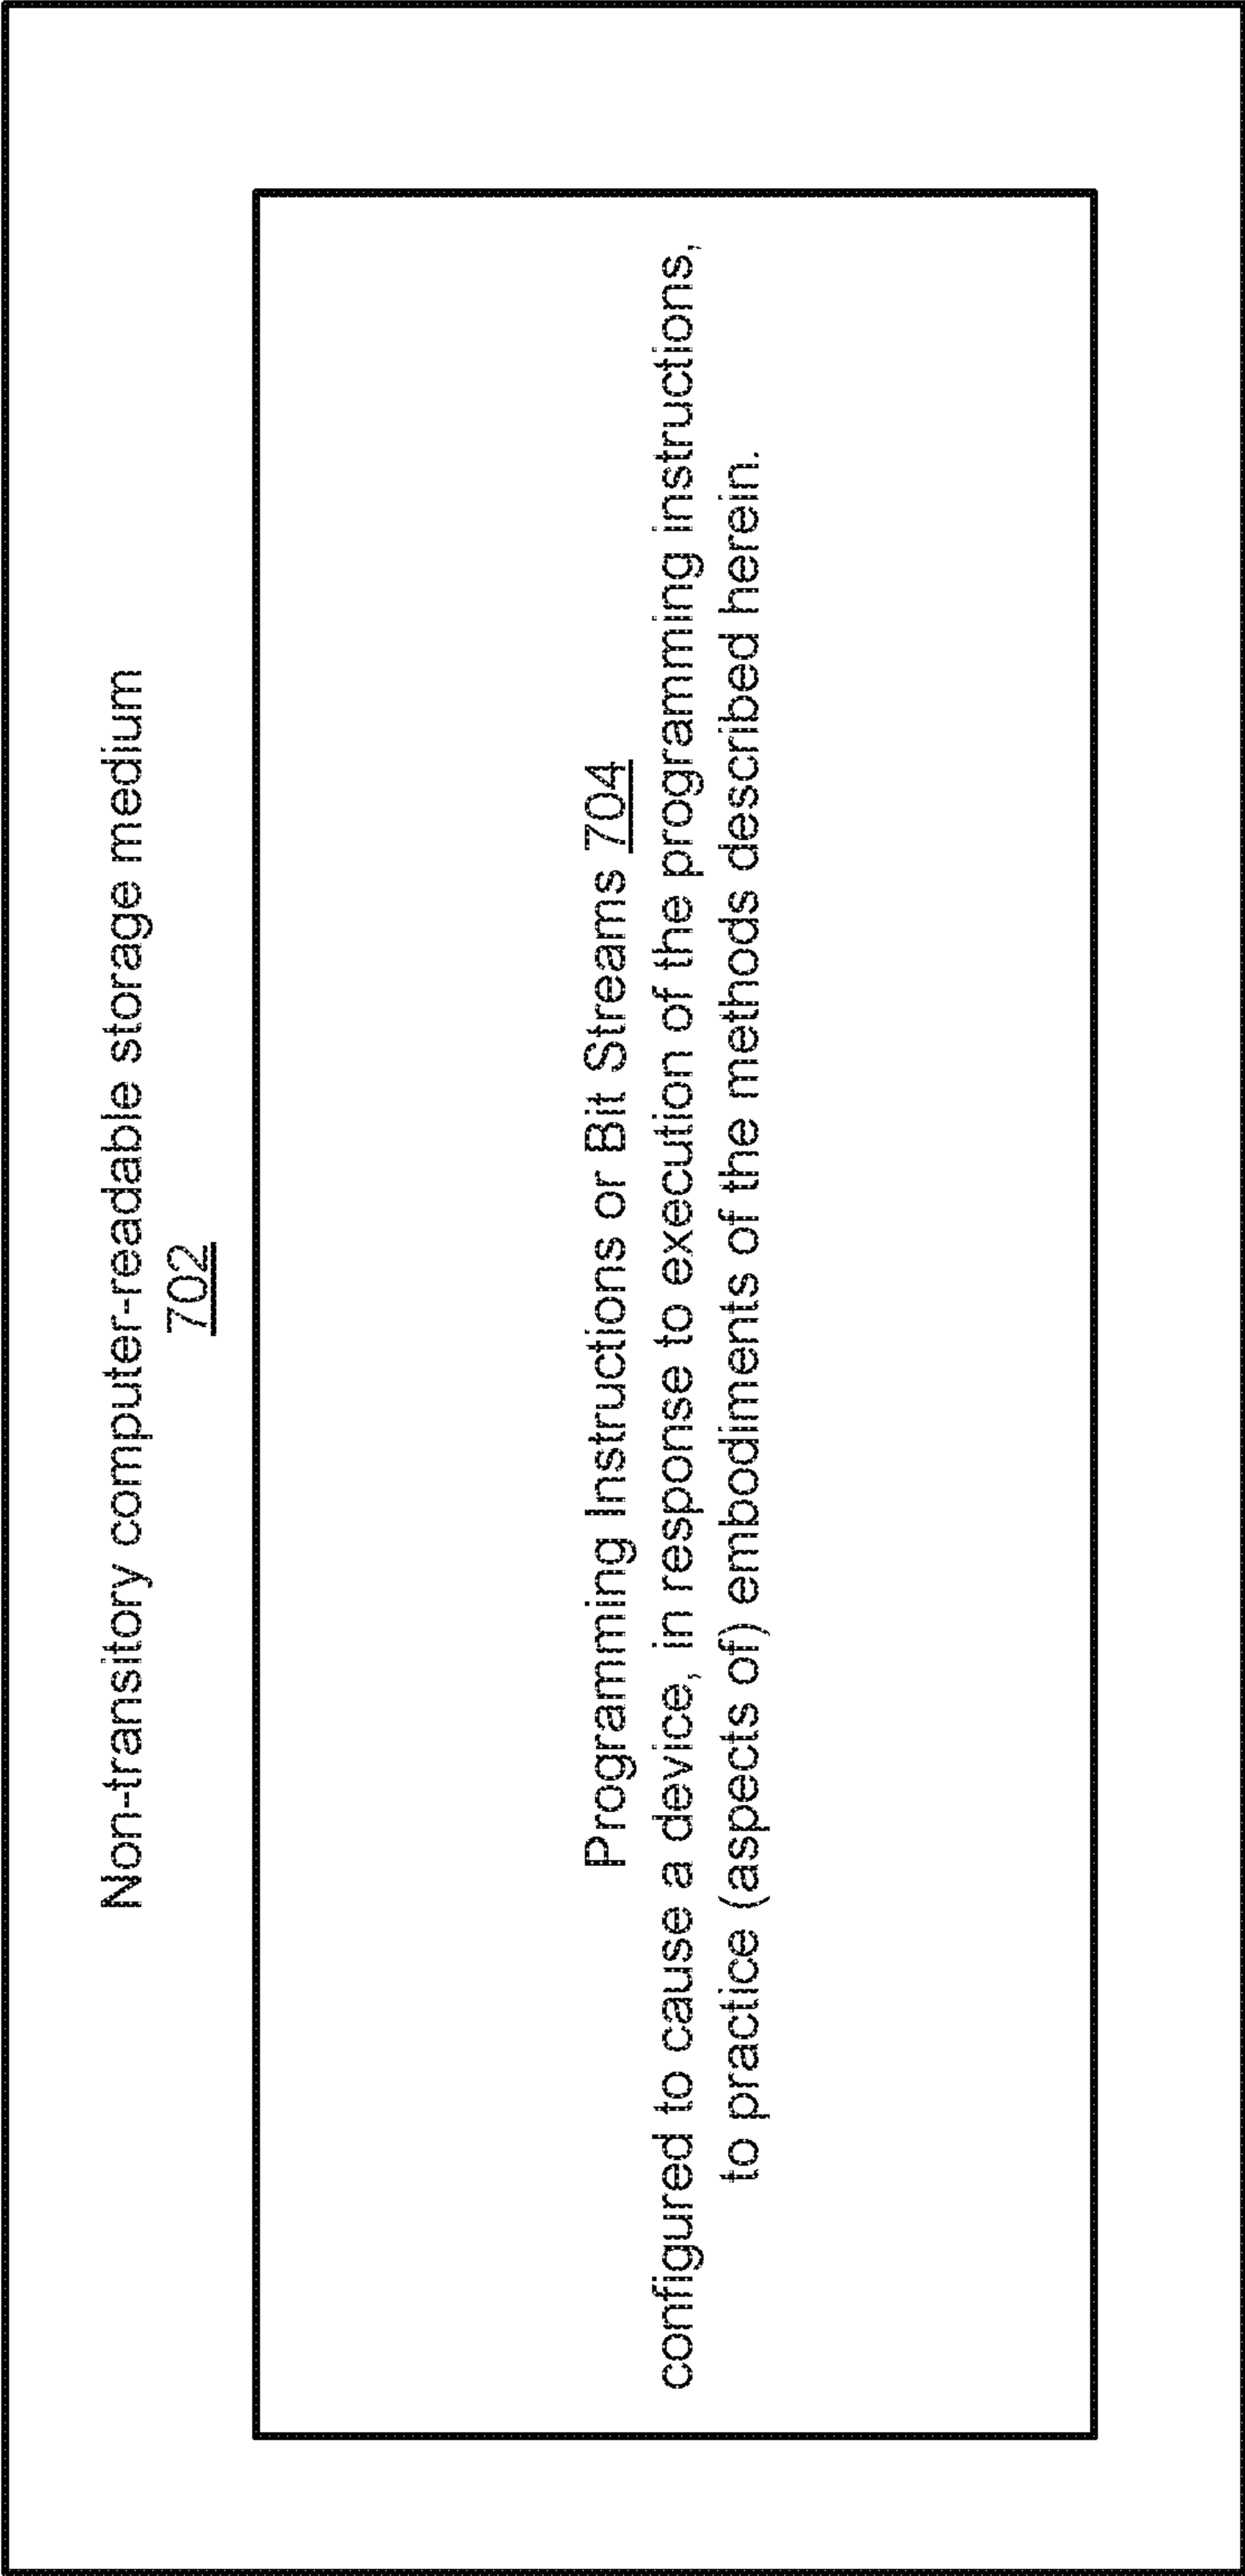 Non-transitory computer-readable storage medium
702
Programming Instructions or Bit Streams 704
configured to cause a device, in response to execution of the programming instructions,
to practice (aspects of) embodiments of the methods described herein.